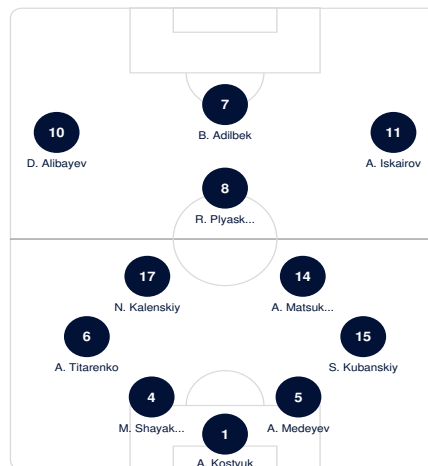 7
B. Adilbek
10
D. Alibayev
11
A. Iskairov
8
R. Plyask...
17
N. Kalenskiy
14
A. Matsuk...
6
A. Titarenko
15
S. Kubanskiy
4
M. Shayak...
5
A. Medeyev
1
A. Kostyuk